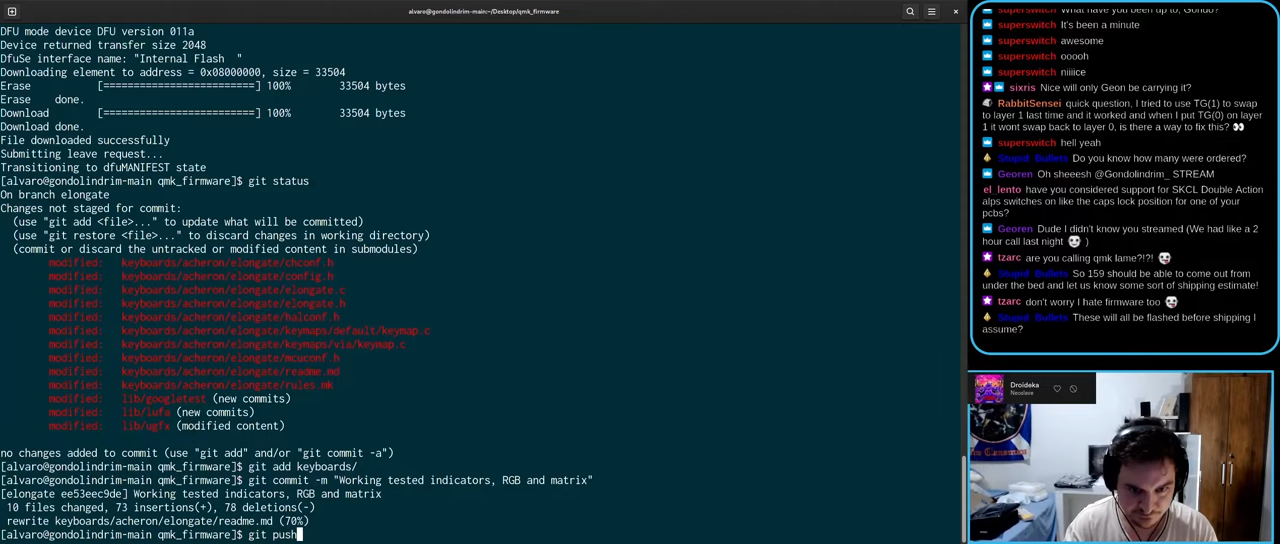 alvaro@gondolindrim-main:~/Desktop/qmk_firmware
DFU mode device DFU version 011a
Device returned transfer size 2048
DfuSe interface name: "Internal Flash  "
Downloading element to address = 0x08000000, size = 33504
Erase    [=========================] 100%    33504 bytes
Erase    done.
Download    [=========================] 100%    33504 bytes
Download done.
File downloaded successfully
Submitting leave request...
Transitioning to dfuMANIFEST state
[alvaro@gondolindrim-main qmk_firmware]$ git status
On branch elongate
Changes not staged for commit:
(use "git add <file>..." to update what will be committed)
(use "git restore <file>..." to discard changes in working directory)
(commit or discard the untracked or modified content in submodules)
modified:   keyboards/acheron/elongate/chconf.h
modified:   keyboards/acheron/elongate/config.h
modified:   keyboards/acheron/elongate/elongate.c
modified:   keyboards/acheron/elongate/elongate.h
modified:   keyboards/acheron/elongate/halconf.h
modified:   keyboards/acheron/elongate/keymaps/default/keymap.c
modified:   keyboards/acheron/elongate/keymaps/via/keymap.c
modified:   keyboards/acheron/elongate/mcuconf.h
modified:   keyboards/acheron/elongate/readme.md
modified:   keyboards/acheron/elongate/rules.mk
modified:   lib/googletest (new commits)
modified:   lib/lufa (new commits)
modified:   lib/ugfx (modified content)
no changes added to commit (use "git add" and/or "git commit -a")
[alvaro@gondolindrim-main qmk_firmware]$ git add keyboards/
[alvaro@gondolindrim-main qmk_firmware]$ git commit -m "Working tested indicators, RGB and matrix"
[elongate ee53eec9de] Working tested indicators, RGB and matrix
10 files changed, 73 insertions(+), 78 deletions(-)
rewrite keyboards/acheron/elongate/readme.md (70%)
[alvaro@gondolindrim-main qmk_firmware]$ git push
superswitch What have you been up to, Gondo?
superswitch It's been a minute
superswitch awesome
superswitch ooooh
superswitch niiiice
sixris Nice will only Geon be carrying it?
RabbitSensei quick question, I tried to use TG(1) to swap
to layer 1 last time and it worked and when I put TG(0) on layer
1 it wont swap back to layer 0, is there a way to fix this? 👀
superswitch hell yeah
Stupid_Bullets Do you know how many were ordered?
Georen Oh sheeesh @Gondolindrim_ STREAM
el_lento have you considered support for SKCL Double Action
alps switches on like the caps lock position for one of your
pcbs?
Georen Dude I didn't know you streamed (We had like a 2
hour call last night )
tzarc are you calling qmk lame?!?!
Stupid_Bullets So 159 should be able to come out from
under the bed and let us know some sort of shipping estimate!
tzarc don't worry I hate firmware too
Stupid_Bullets These will all be flashed before shipping I
assume?
Droideka
Neoslave